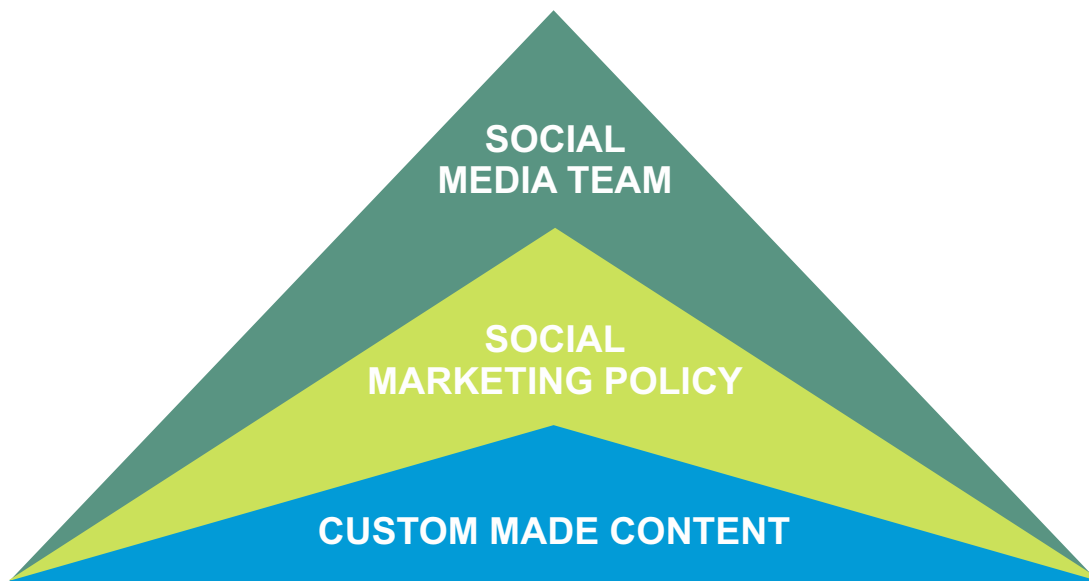 SOCIAL
MEDIA TEAM
SOCIAL
MARKETING POLICY
CUSTOM MADE CONTENT